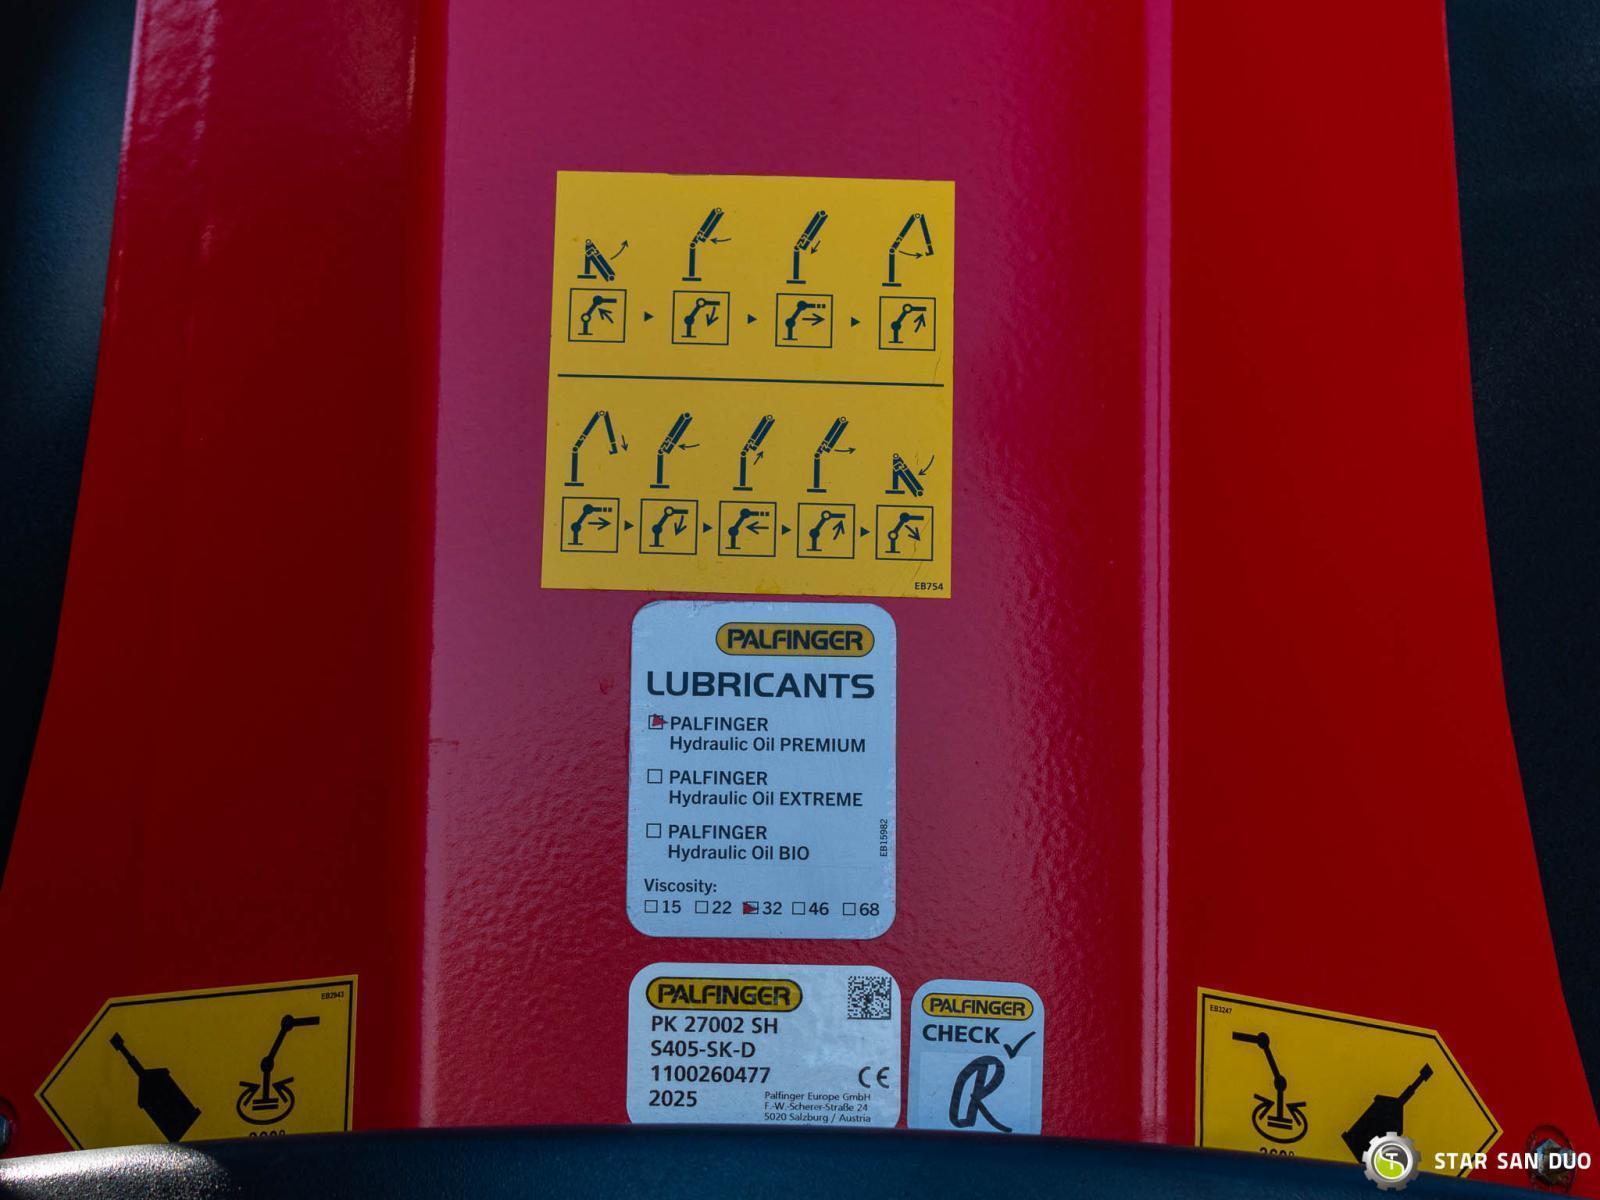 EB754
PALFINGER
LUBRICANTS
PALFINGER
Hydraulic Oil PREMIUM
PALFINGER
Hydraulic Oil EXTREME
PALFINGER
Hydraulic Oil BIO
EB15982
Viscosity:
15 22 32 46 68
EB2943
PALFINGER
PK 27002 SH
S405-SK-D
1100260477
2025
CE
Palfinger Europe GmbH
F.-W.-Scherer-Straße 24
5020 Salzburg / Austria
PALFINGER
CHECK
R
EB3247
STAR SAN DUO